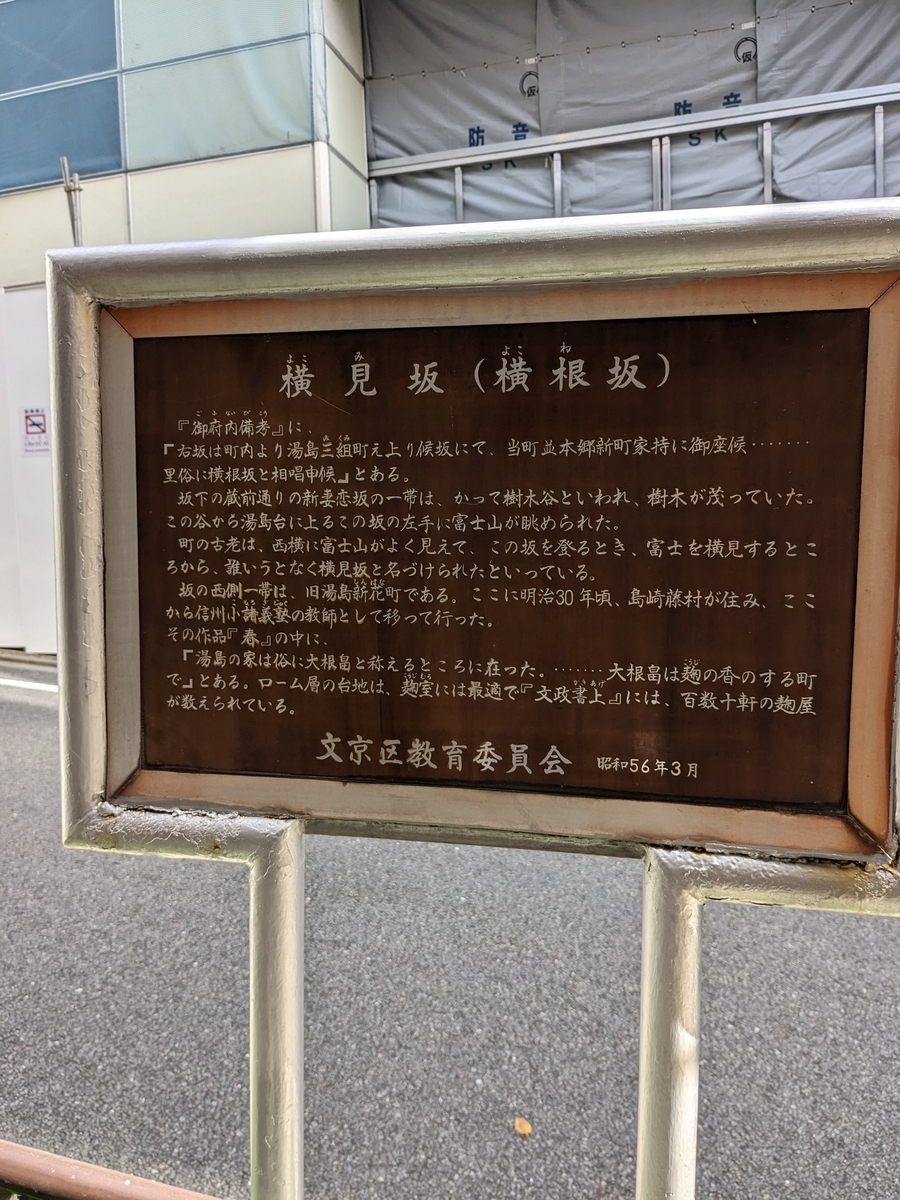 仮
仮
防音
SK
防音
SK
横見坂(横根坂)
『御府内備考』に、
『右坂は町内より湯島三組町え上り候坂にて、当町並本郷新町家持に御座候‥‥‥‥
里俗に横根坂と相唱申候』とある。
坂下の蔵前通りの新妻恋坂の一帯は、かって樹木谷といわれ、樹木が茂っていた。
この谷から湯島台に上るこの坂の左手に富士山が眺められた。
町の古老は、西横に富士山がよく見えて、この坂を登るとき、富士を横見するとこ
ろから、誰いうとなく横見坂と名づけられたといっている。
坂の西側一帯は、旧湯島新花町である。ここに明治30年頃、島崎藤村が住み、ここ
から信州小諸義塾の教師として移って行った。
その作品『春』の中に、
『湯島の家は俗に大根畠と称えるところに在った。‥‥‥‥大根畠は麹の香のする町
で』とある。ローム層の台地は、麹室には最適で『文政書上』には、百数十軒の麹屋
が数えられている。
文京区教育委員会 昭和56年3月